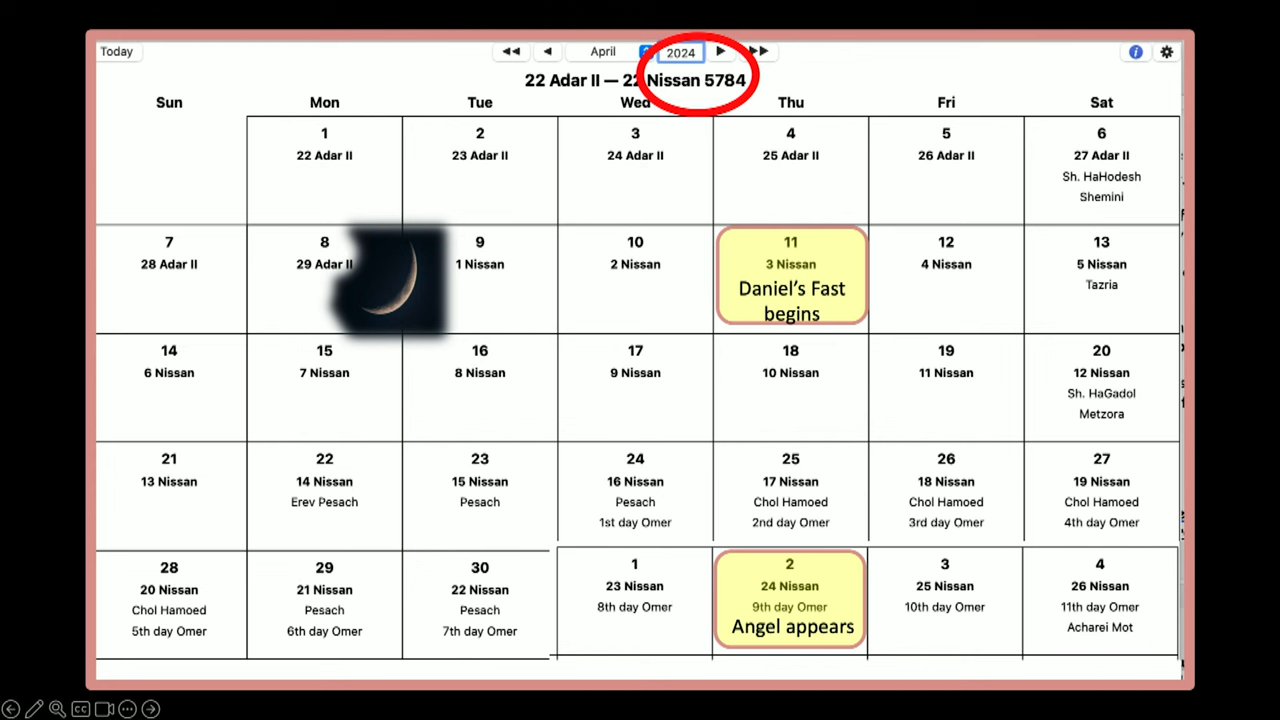 Today
April
2024
22 Adar II — 22 Nissan 5784
Sun Mon Tue Wed Thu Fri Sat
1 2 3 4 5 6
22 Adar II 23 Adar II 24 Adar II 25 Adar II 26 Adar II 27 Adar II
Sh. HaHodesh
Shemini
7 8 9 10 11 12 13
28 Adar II 29 Adar II 1 Nissan 2 Nissan 3 Nissan 4 Nissan 5 Nissan
Daniel's Fast Tazria
begins
14 15 16 17 18 19 20
6 Nissan 7 Nissan 8 Nissan 9 Nissan 10 Nissan 11 Nissan 12 Nissan
Sh. HaGadol
Metzora
21 22 23 24 25 26 27
13 Nissan 14 Nissan 15 Nissan 16 Nissan 17 Nissan 18 Nissan 19 Nissan
Erev Pesach Pesach Pesach Chol Hamoed Chol Hamoed Chol Hamoed
1st day Omer 2nd day Omer 3rd day Omer 4th day Omer
28 29 30 1 2 3 4
20 Nissan 21 Nissan 22 Nissan 23 Nissan 24 Nissan 25 Nissan 26 Nissan
Chol Hamoed Pesach Pesach 8th day Omer 9th day Omer 10th day Omer 11th day Omer
5th day Omer 6th day Omer 7th day Omer Angel appears Acharei Mot
CC